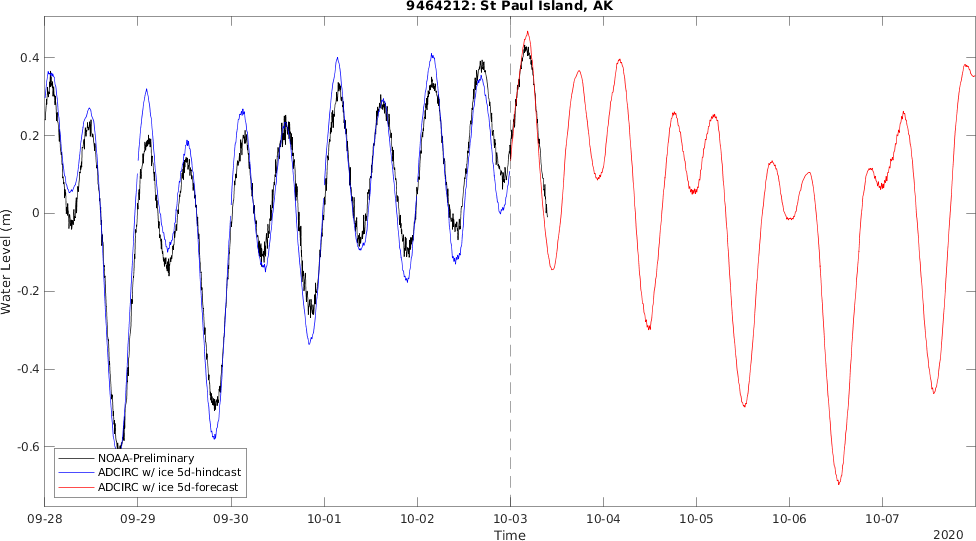 9464212: St Paul Island, AK
0.4
0.2
0
-0.2
-0.4
-0.6
Water Level (m)
NOAA-Preliminary
ADCIRC w/ ice 5d-hindcast
ADCIRC w/ ice 5d-forecast
09-28 09-29 09-30 10-01 10-02 10-03 10-04 10-05 10-06 10-07
Time
2020